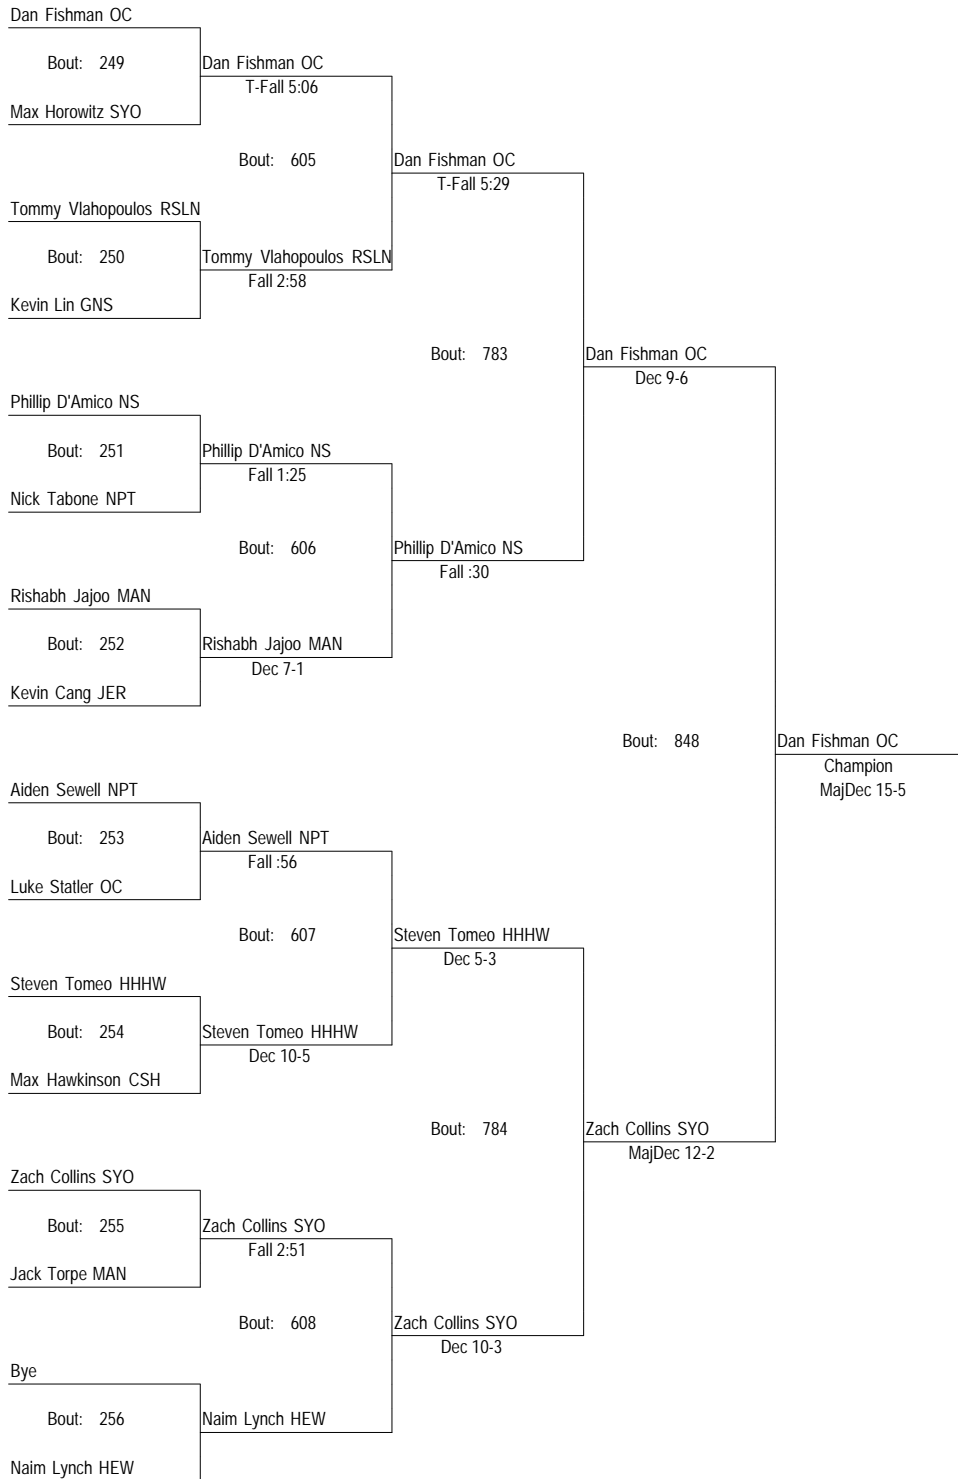 Dan Fishman OC
Bout: 249
Dan Fishman OC
T-Fall 5:06
Max Horowitz SYO
Bout: 605
Dan Fishman OC
T-Fall 5:29
Tommy Vlahopoulos RSLN
Bout: 250
Tommy Vlahopoulos RSLN
Fall 2:58
Kevin Lin GNS
Bout: 783
Dan Fishman OC
Dec 9-6
Phillip D'Amico NS
Bout: 251
Phillip D'Amico NS
Fall 1:25
Nick Tabone NPT
Bout: 606
Phillip D'Amico NS
Fall :30
Rishabh Jajoo MAN
Bout: 252
Rishabh Jajoo MAN
Dec 7-1
Kevin Cang JER
Bout: 848
Dan Fishman OC
Champion
MajDec 15-5
Aiden Sewell NPT
Bout: 253
Aiden Sewell NPT
Fall :56
Luke Statler OC
Bout: 607
Steven Tomeo HHHW
Dec 5-3
Steven Tomeo HHHW
Bout: 254
Steven Tomeo HHHW
Dec 10-5
Max Hawkinson CSH
Bout: 784
Zach Collins SYO
MajDec 12-2
Zach Collins SYO
Bout: 255
Zach Collins SYO
Fall 2:51
Jack Torpe MAN
Bout: 608
Zach Collins SYO
Dec 10-3
Bye
Bout: 256
Naim Lynch HEW
Naim Lynch HEW